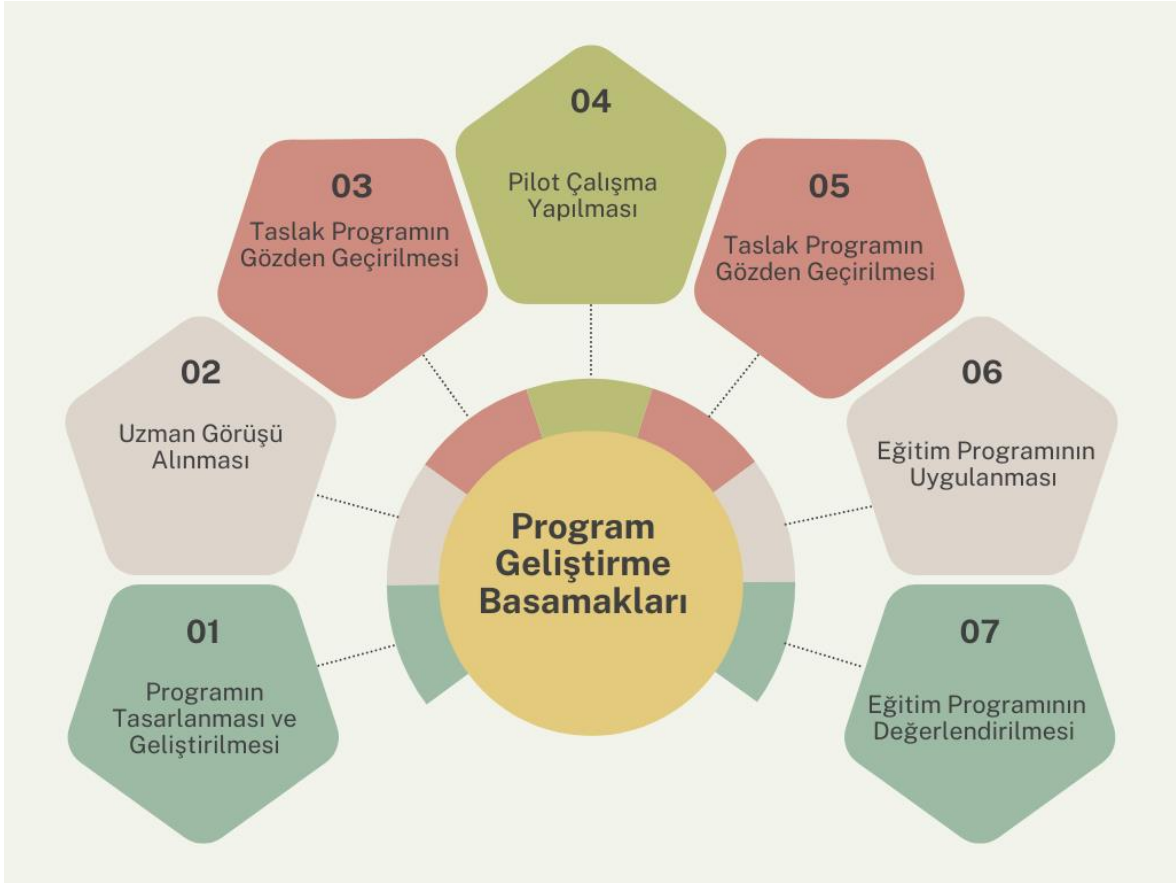 01
Programın
Tasarlanması ve
Geliştirilmesi
02
Uzman Görüşü
Alınması
03
Taslak Programın
Gözden Geçirilmesi
04
Pilot Çalışma
Yapılması
05
Taslak Programın
Gözden Geçirilmesi
06
Eğitim Programının
Uygulanması
07
Eğitim Programının
Değerlendirilmesi
Program
Geliştirme
Basamakları